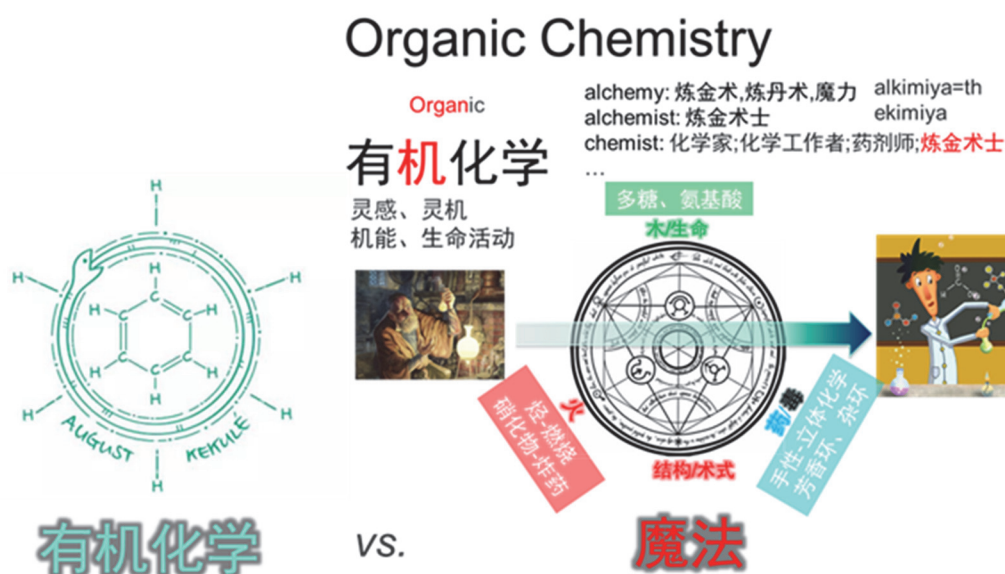 Organic Chemistry
Organic
有机化学
灵感、灵机
机能、生命活动
alchemy: 炼金术,炼丹术,魔力
alchemist: 炼金术士
chemist: 化学家;化学工作者;药剂师;炼金术士
...
alkimiya=th
ekimiya
多糖、氨基酸
木/生命
火
烃-燃烧
硝化物-炸药
药/毒
手性-立体化学
芳香环、杂环
结构/术式
H
H
H
H
H
H
H
H
C
H
C
C
C
C
H
C
H
H
H
H
AUGUST KEKULE
有机化学
vs.
魔法